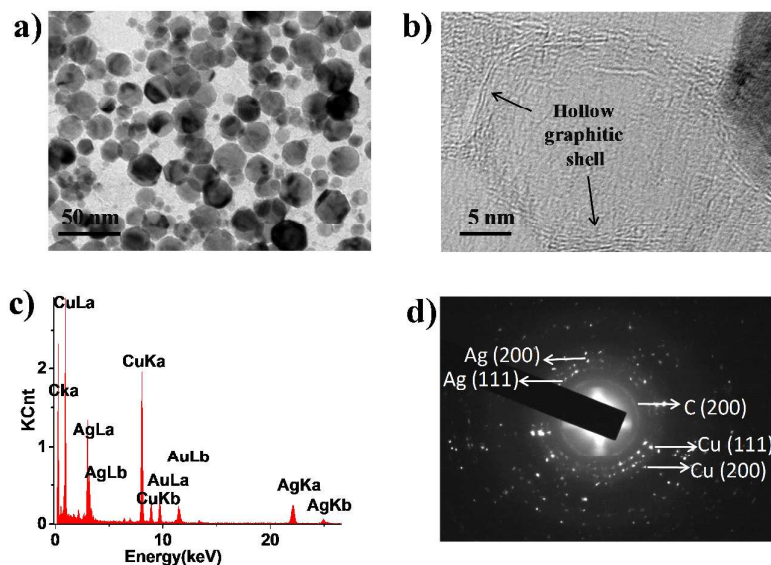 a)
50 nm
b)
Hollow
graphitic
shell
5 nm
c)
KCnt
2
1
0
CuLa
Cka
AgLa
AgLb
CuKa
AuLb
AuLa
CuKb
AgKa
AgKb
0
10
20
Energy(keV)
d)
Ag (200)
Ag (111)
C (200)
Cu (111)
Cu (200)